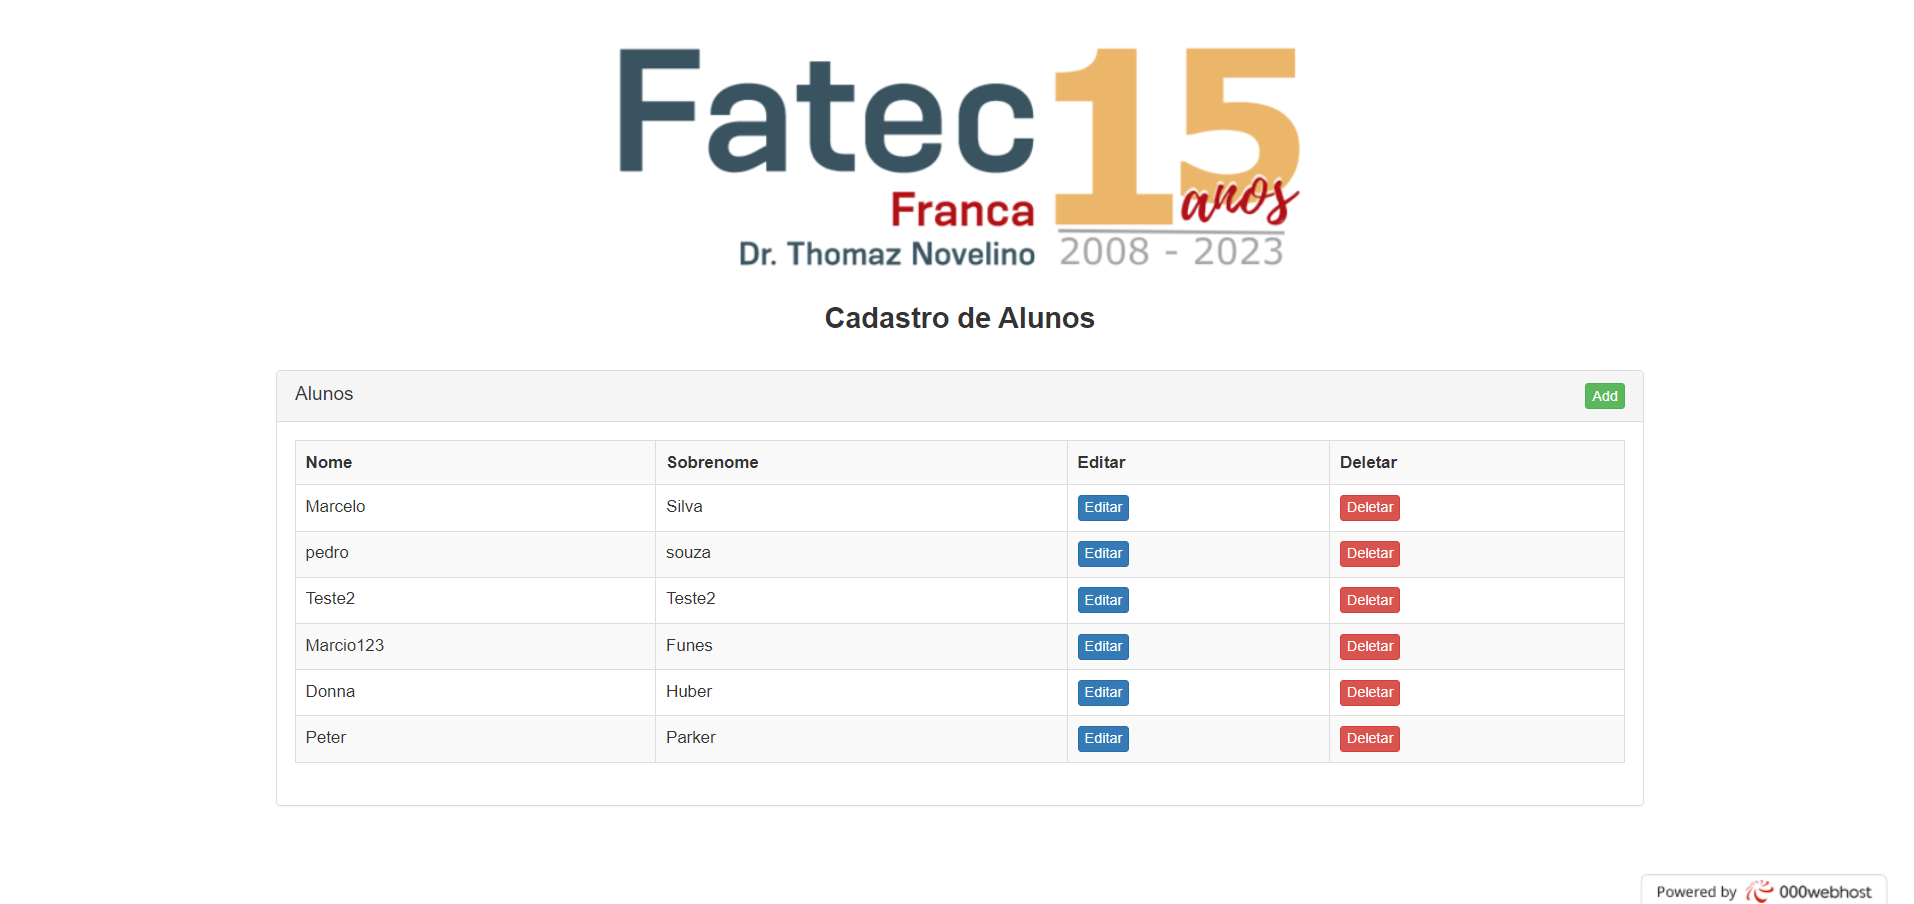 Fatec 15
anos
Franca
Dr. Thomaz Novelino 2008 - 2023
Cadastro de Alunos
Alunos Add
Nome Sobrenome Editar Deletar
Marcelo Silva Editar Deletar
pedro souza Editar Deletar
Teste2 Teste2 Editar Deletar
Marcio123 Funes Editar Deletar
Donna Huber Editar Deletar
Peter Parker Editar Deletar
Powered by 000webhost